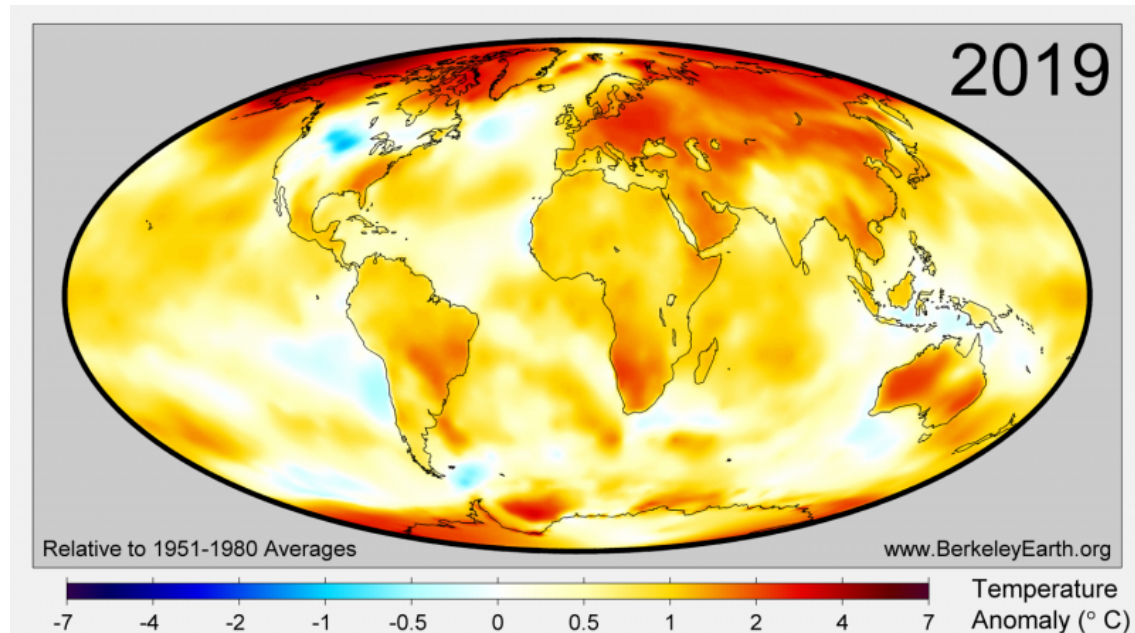 2019
Relative to 1951-1980 Averages
www.BerkeleyEarth.org
-7 -4 -2 -1 -0.5 0 0.5 1 2 4 7
Temperature
Anomaly (° C)